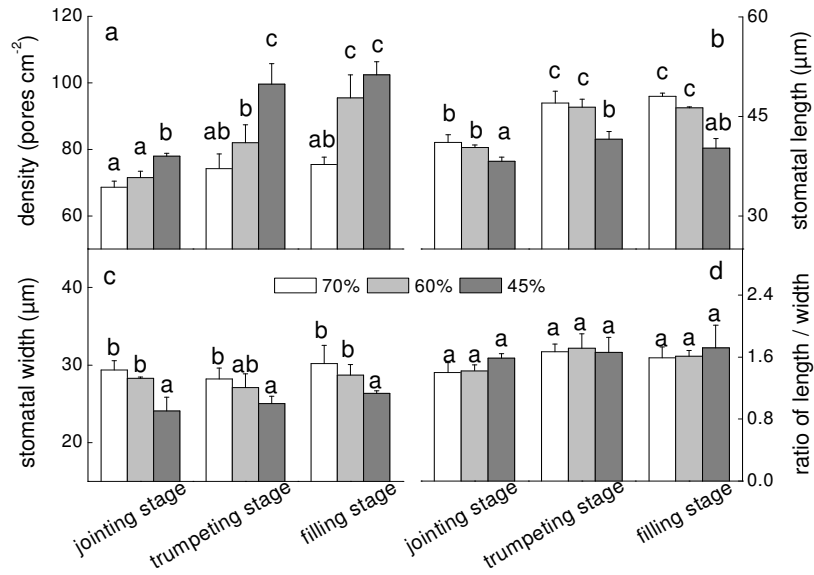 120
100
80
60
density (pores cm-2)
a
a a b
ab b c
ab c c
b
b b a
c c b
c c ab
60
45
30
stomatal length (μm)
40
30
20
stomatal width (μm)
c
b b a
b ab a
b b a
70% 60% 45%
d
a a a
a a a
a a a
2.4
1.6
0.8
0.0
ratio of length / width
jointing stage
trumpeting stage
filling stage
jointing stage
trumpeting stage
filling stage